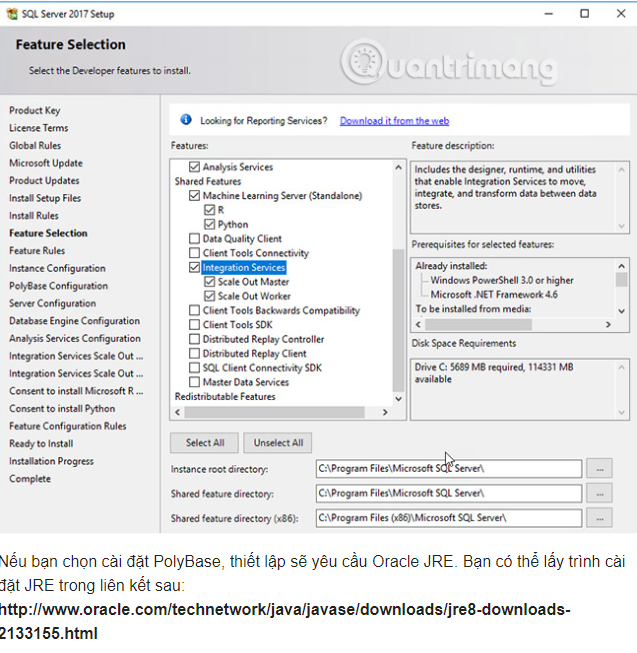 SQL Server 2017 Setup
Feature Selection
Select the Developer features to install.
Quantrimang
Product Key
License Terms
Global Rules
Microsoft Update
Product Updates
Install Setup Files
Install Rules
Feature Selection
Feature Rules
Instance Configuration
PolyBase Configuration
Server Configuration
Database Engine Configuration
Analysis Services Configuration
Integration Services Scale Out ...
Integration Services Scale Out ...
Consent to install Microsoft R ...
Consent to install Python
Feature Configuration Rules
Ready to Install
Installation Progress
Complete
Looking for Reporting Services? Download it from the web
Features:
Analysis Services
Shared Features
Machine Learning Server (Standalone)
R
Python
Data Quality Client
Client Tools Connectivity
Integration Services
Scale Out Master
Scale Out Worker
Client Tools Backwards Compatibility
Client Tools SDK
Distributed Replay Controller
Distributed Replay Client
SQL Client Connectivity SDK
Master Data Services
Redistributable Features
Feature description:
Includes the designer, runtime, and utilities
that enable Integration Services to move,
integrate, and transform data between data
stores.
Prerequisites for selected features:
Already installed:
Windows PowerShell 3.0 or higher
Microsoft .NET Framework 4.6
To be installed from media:
Disk Space Requirements
Drive C: 5689 MB required, 114331 MB
available
Select All
Unselect All
Instance root directory:
C:\Program Files\Microsoft SQL Server\
...
Shared feature directory:
C:\Program Files\Microsoft SQL Server\
...
Shared feature directory (x86):
C:\Program Files (x86)\Microsoft SQL Server\
...
Nếu bạn chọn cài đặt PolyBase, thiết lập sẽ yêu cầu Oracle JRE. Bạn có thể lấy trình cài
đặt JRE trong liên kết sau:
http://www.oracle.com/technetwork/java/javase/downloads/jre8-downloads-
2133155.html